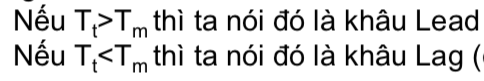 Nếu Tt>Tm thì ta nói đó là khâu Lead
Nếu Tt<Tm thì ta nói đó là khâu Lag (